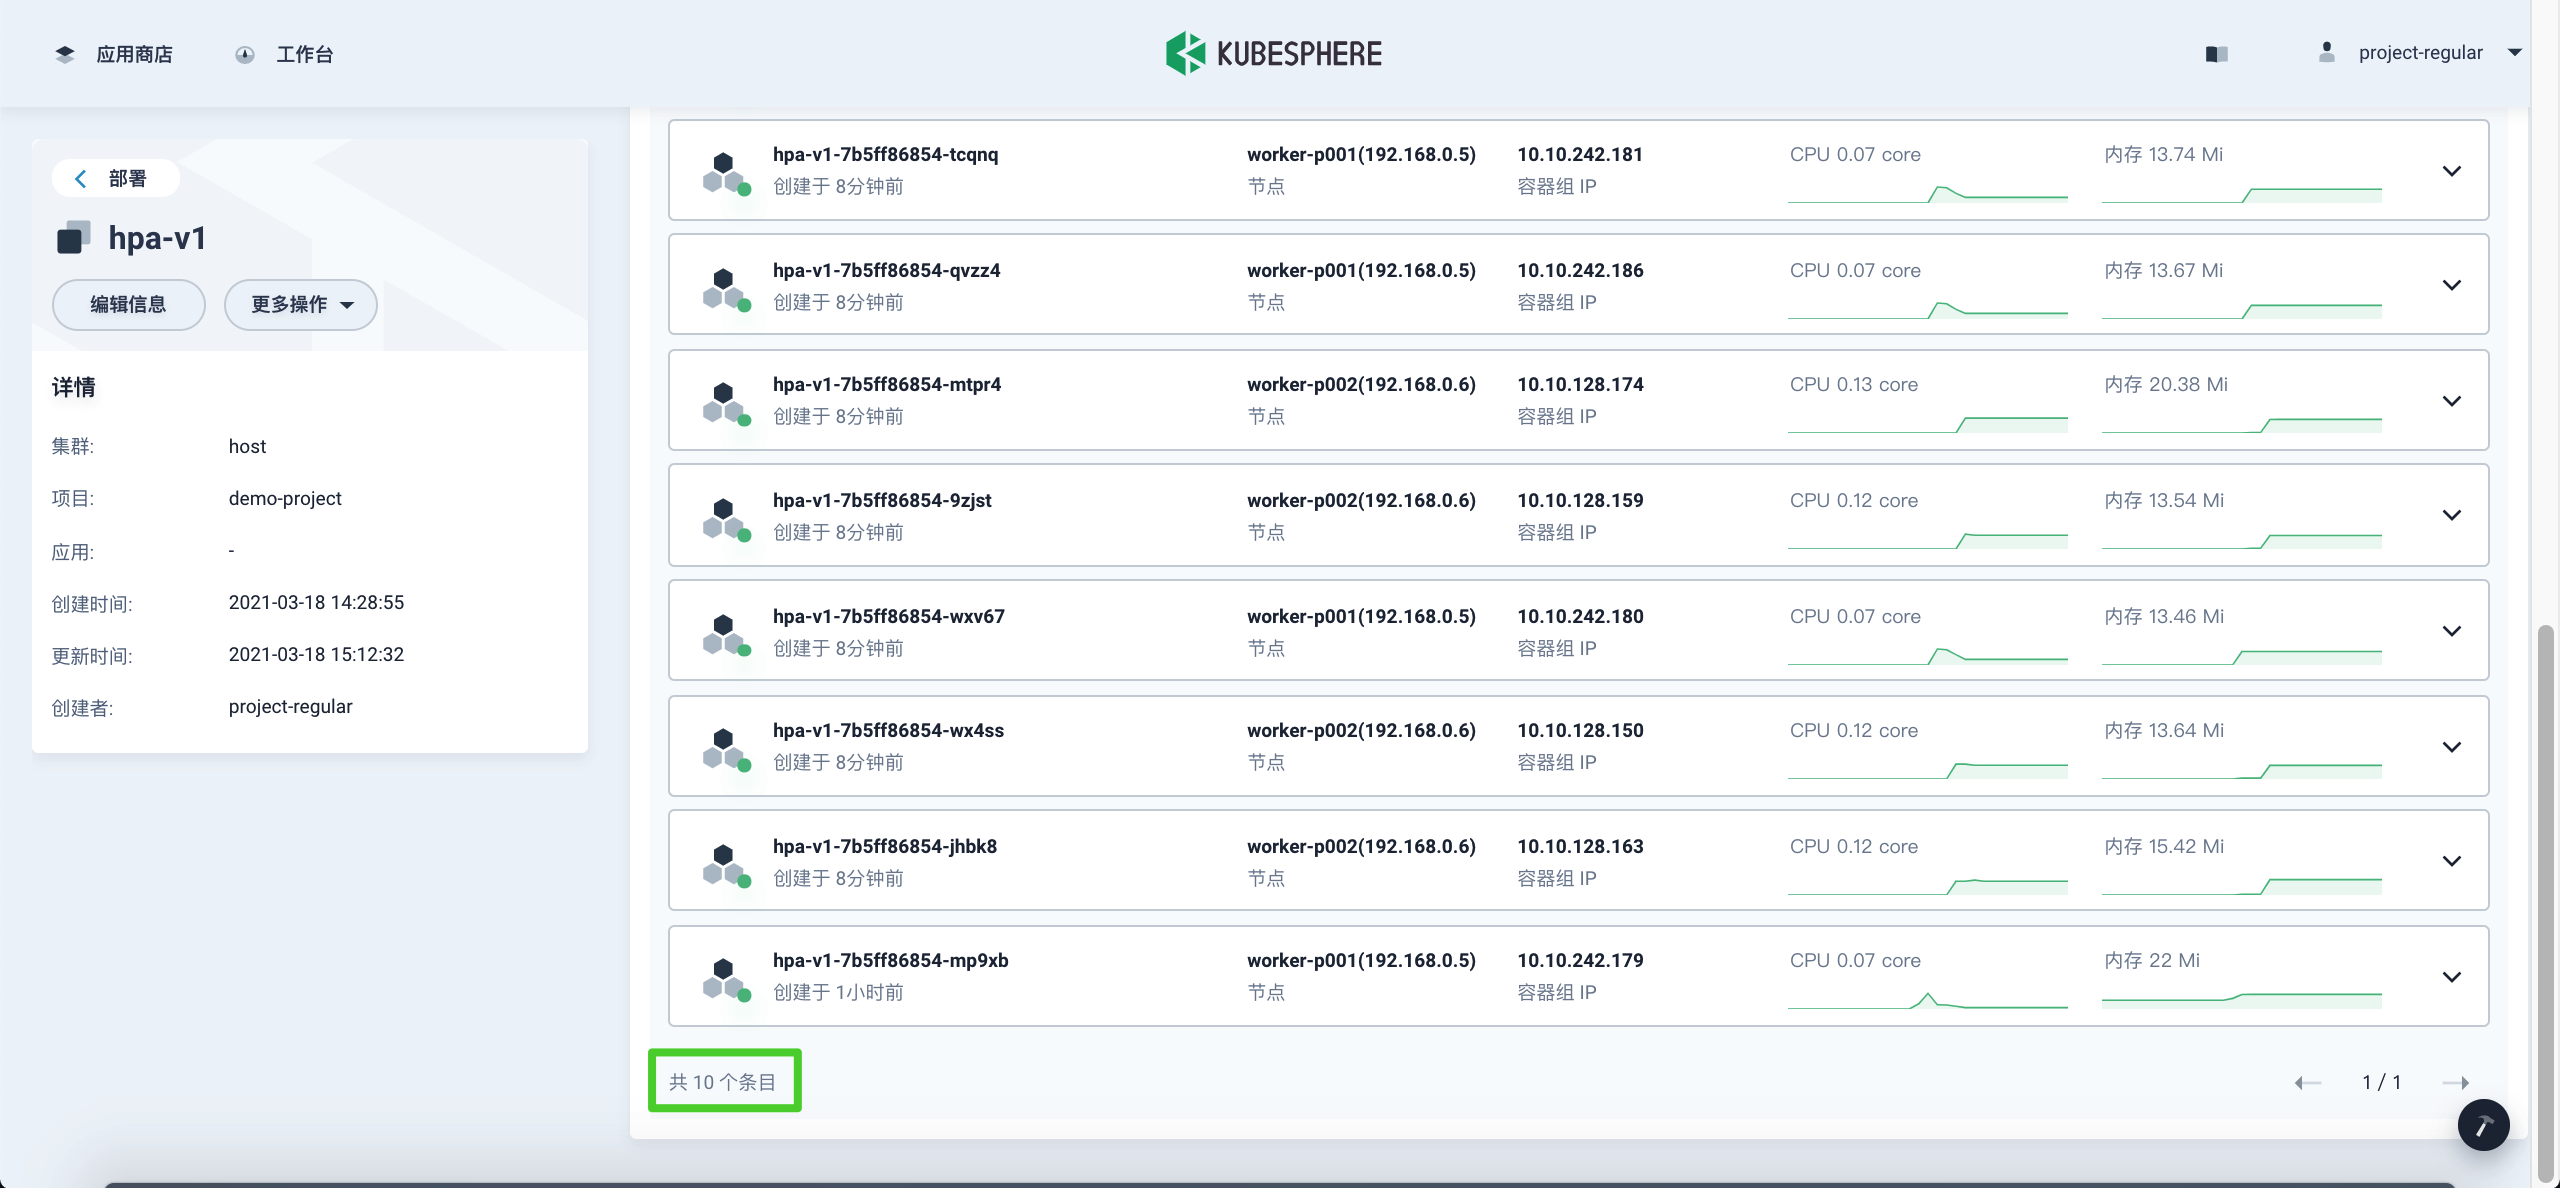 应用商店
工作台
KUBESPHERE
project-regular
部署
hpa-v1
编辑信息
更多操作
详情
集群: host
项目: demo-project
应用: -
创建时间: 2021-03-18 14:28:55
更新时间: 2021-03-18 15:12:32
创建者: project-regular
hpa-v1-7b5ff86854-tcqnq worker-p001(192.168.0.5) 10.10.242.181 CPU 0.07 core 内存 13.74 Mi
创建于 8分钟前 节点 容器组 IP
hpa-v1-7b5ff86854-qvzz4 worker-p001(192.168.0.5) 10.10.242.186 CPU 0.07 core 内存 13.67 Mi
创建于 8分钟前 节点 容器组 IP
hpa-v1-7b5ff86854-mtpr4 worker-p002(192.168.0.6) 10.10.128.174 CPU 0.13 core 内存 20.38 Mi
创建于 8分钟前 节点 容器组 IP
hpa-v1-7b5ff86854-9zjst worker-p002(192.168.0.6) 10.10.128.159 CPU 0.12 core 内存 13.54 Mi
创建于 8分钟前 节点 容器组 IP
hpa-v1-7b5ff86854-wxv67 worker-p001(192.168.0.5) 10.10.242.180 CPU 0.07 core 内存 13.46 Mi
创建于 8分钟前 节点 容器组 IP
hpa-v1-7b5ff86854-wx4ss worker-p002(192.168.0.6) 10.10.128.150 CPU 0.12 core 内存 13.64 Mi
创建于 8分钟前 节点 容器组 IP
hpa-v1-7b5ff86854-jhbk8 worker-p002(192.168.0.6) 10.10.128.163 CPU 0.12 core 内存 15.42 Mi
创建于 8分钟前 节点 容器组 IP
hpa-v1-7b5ff86854-mp9xb worker-p001(192.168.0.5) 10.10.242.179 CPU 0.07 core 内存 22 Mi
创建于 1小时前 节点 容器组 IP
共 10 个条目
1 / 1